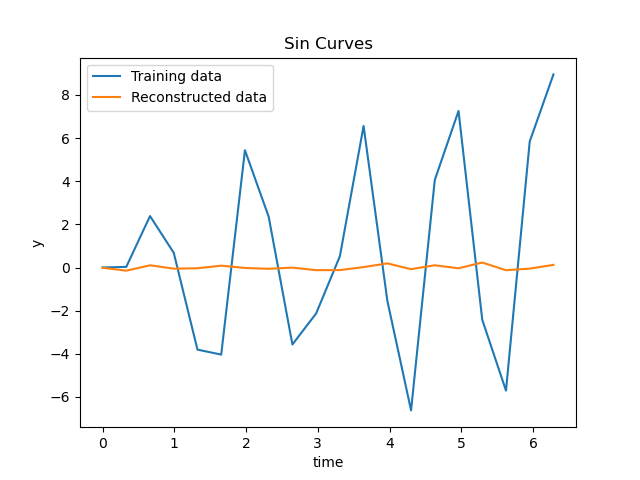 Sin Curves
Training data
Reconstructed data
8
6
4
2
0
−2
−4
−6
y
0 1 2 3 4 5 6
time